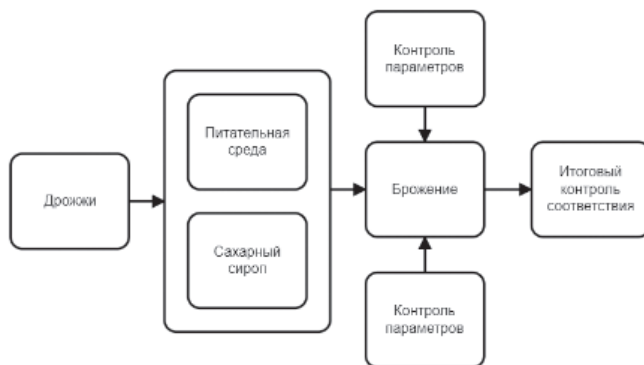 Контроль
параметров
Питательная
среда
Дрожжи
Брожение
Итоговый
контроль
соответствия
Сахарный
сироп
Контроль
параметров